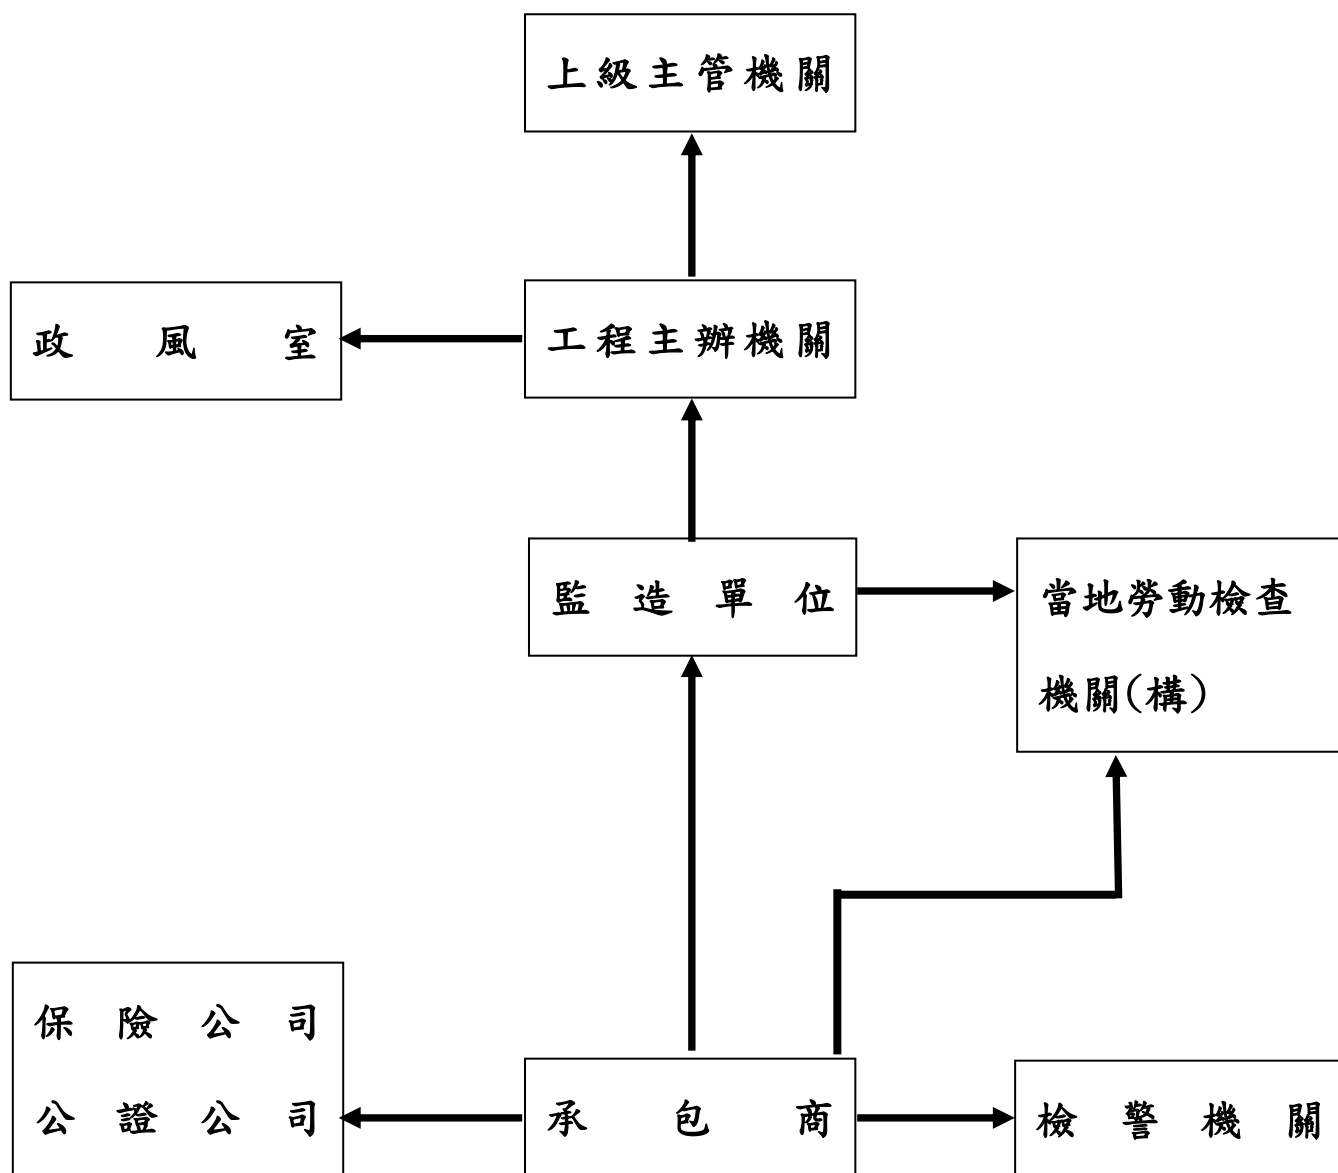 上級主管機關
政風室
工程主辦機關
監造單位
當地勞動檢查
機關(構)
保險公司
公證公司
承包商
檢警機關